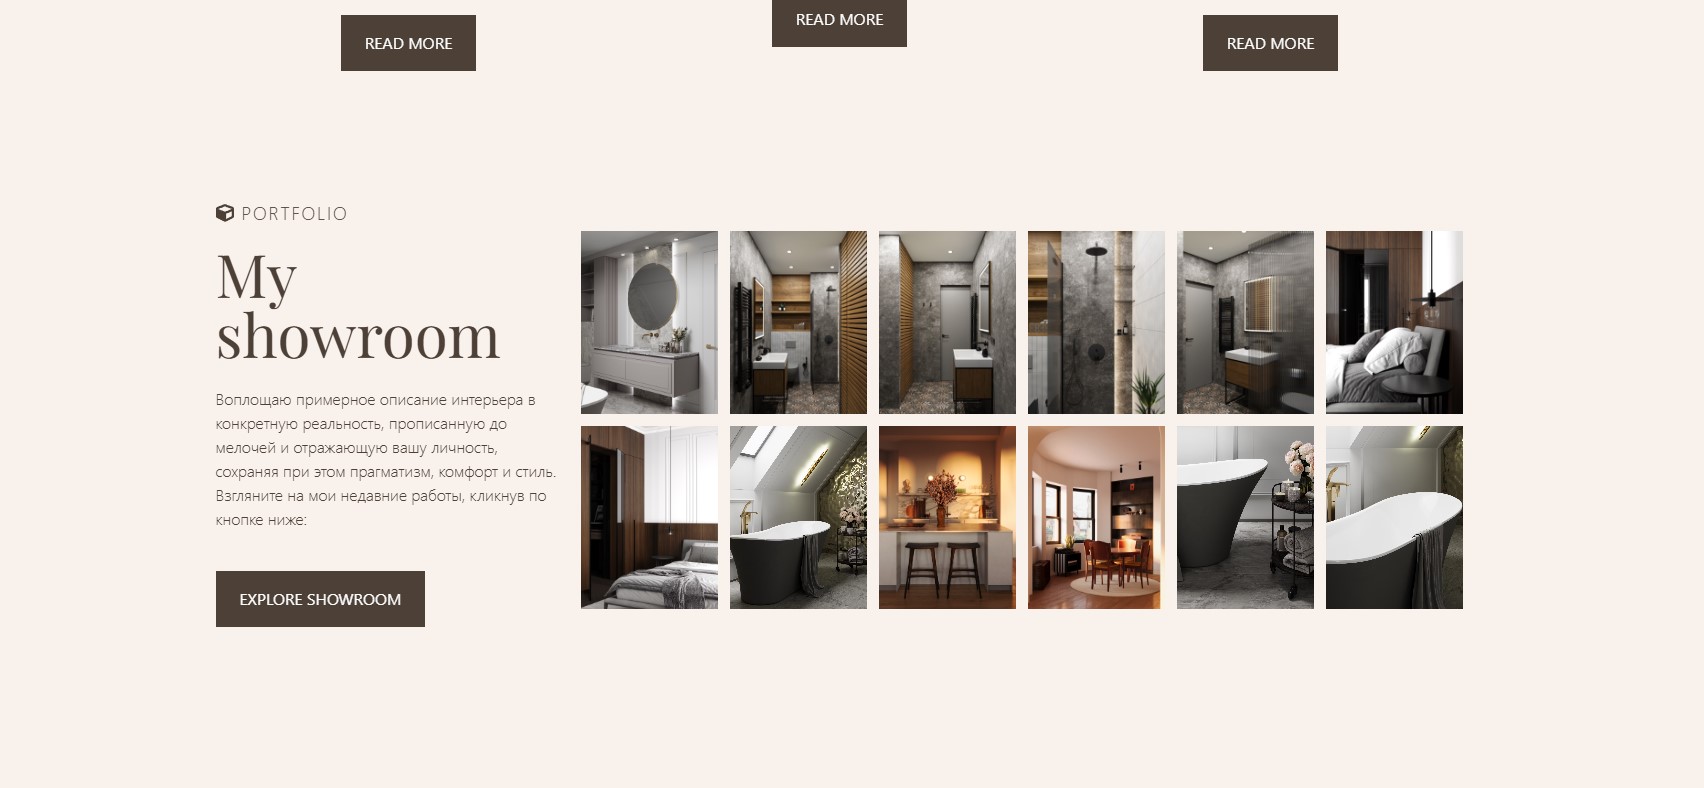 READ MORE
READ MORE
READ MORE
PORTFOLIO
My
showroom
Воплощаю примерное описание интерьера в
конкретную реальность, прописанную до
мелочей и отражающую вашу личность,
сохраняя при этом прагматизм, комфорт и стиль.
Взгляните на мои недавние работы, кликнув по
кнопке ниже:
EXPLORE SHOWROOM